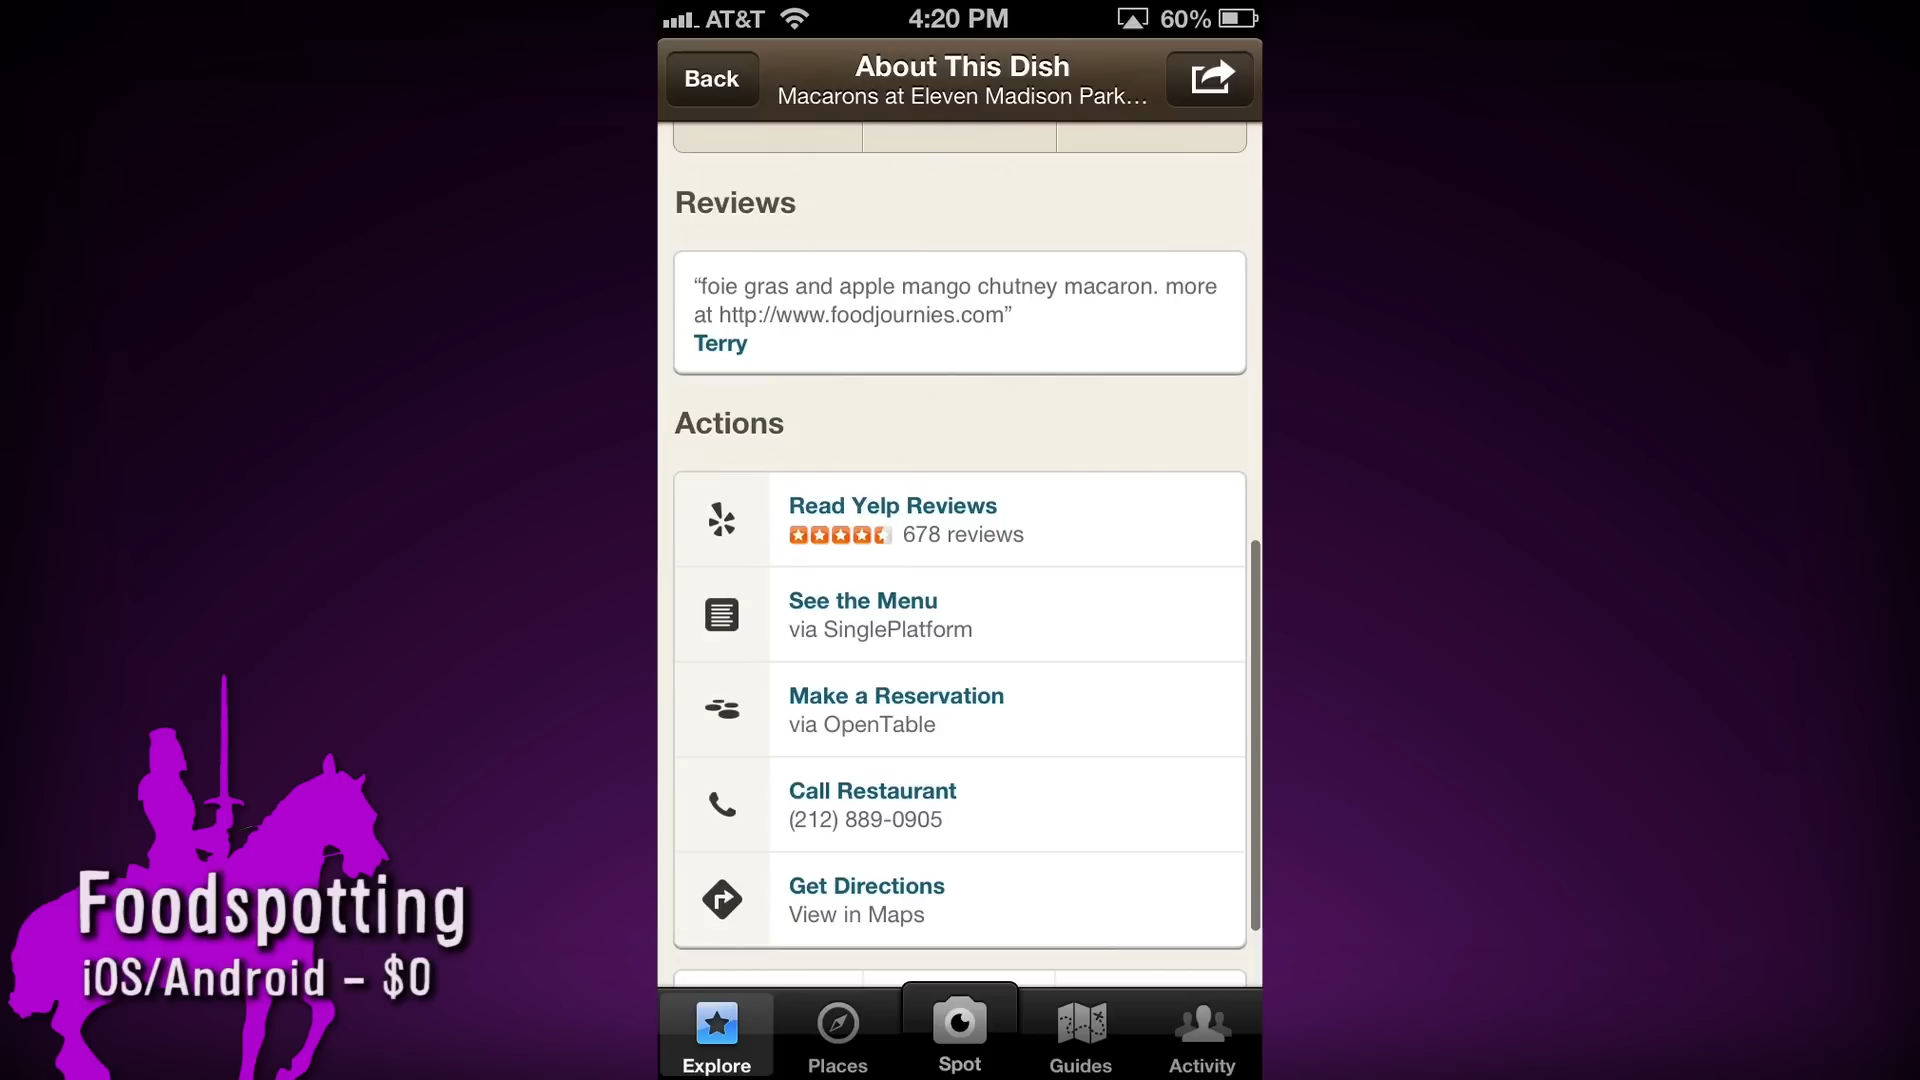 AT&T 4:20 PM 60%
Back
About This Dish
Macarons at Eleven Madison Park…
Reviews
“foie gras and apple mango chutney macaron. more
at http://www.foodjournies.com”
Terry
Actions
Read Yelp Reviews
678 reviews
See the Menu
via SinglePlatform
Make a Reservation
via OpenTable
Call Restaurant
(212) 889-0905
Get Directions
View in Maps
Explore Places Spot Guides Activity
Foodspotting
iOS/Android – $0